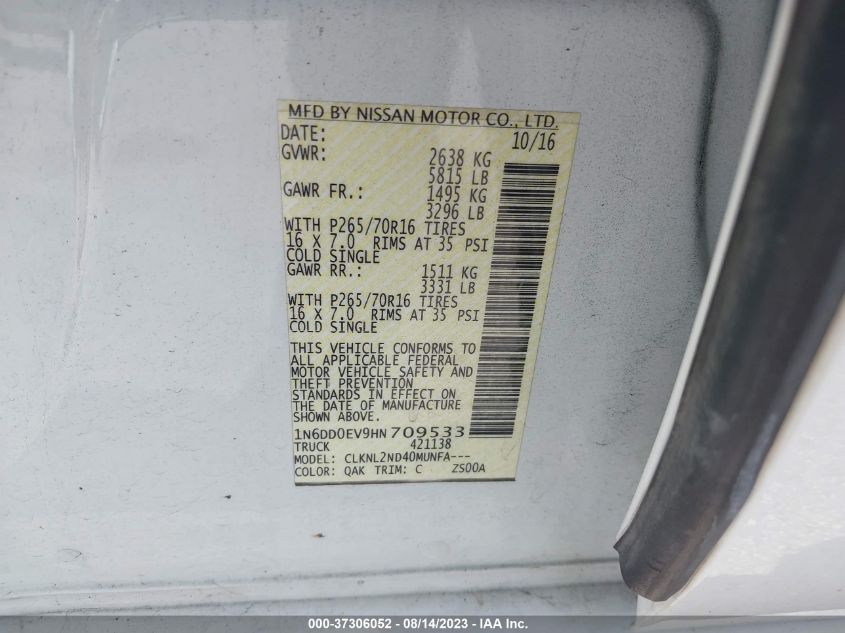 MFD BY NISSAN MOTOR CO., LTD.
DATE: 10/16
GVWR: 2638 KG
5815 LB
GAWR FR.: 1495 KG
3296 LB
WITH P265/70R16 TIRES
16 X 7.0 RIMS AT 35 PSI
COLD SINGLE
GAWR RR.: 1511 KG
3331 LB
WITH P265/70R16 TIRES
16 X 7.0 RIMS AT 35 PSI
COLD SINGLE
THIS VEHICLE CONFORMS TO
ALL APPLICABLE FEDERAL
MOTOR VEHICLE SAFETY AND
THEFT PREVENTION
STANDARDS IN EFFECT ON
THE DATE OF MANUFACTURE
SHOWN ABOVE.
1N6DD0EV9HN709533
TRUCK 421138
MODEL: CLKNL2ND40MUNFA---
COLOR: QAK TRIM: C ZS00A
000-37306052 - 08/14/2023 - IAA Inc.